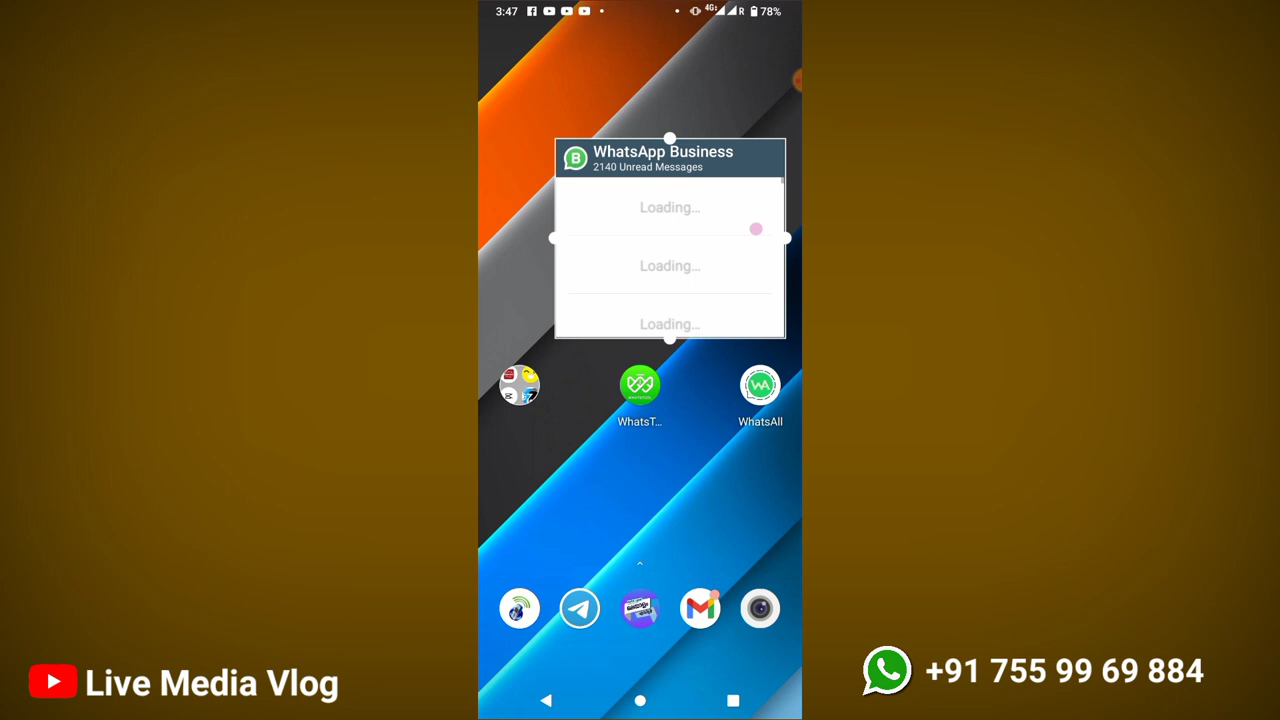 3:47
4G
R
78%
WhatsApp Business
2140 Unread Messages
Loading...
Loading...
Loading...
WhatsT...
WhatsAll
Live Media Vlog
+91 755 99 69 884